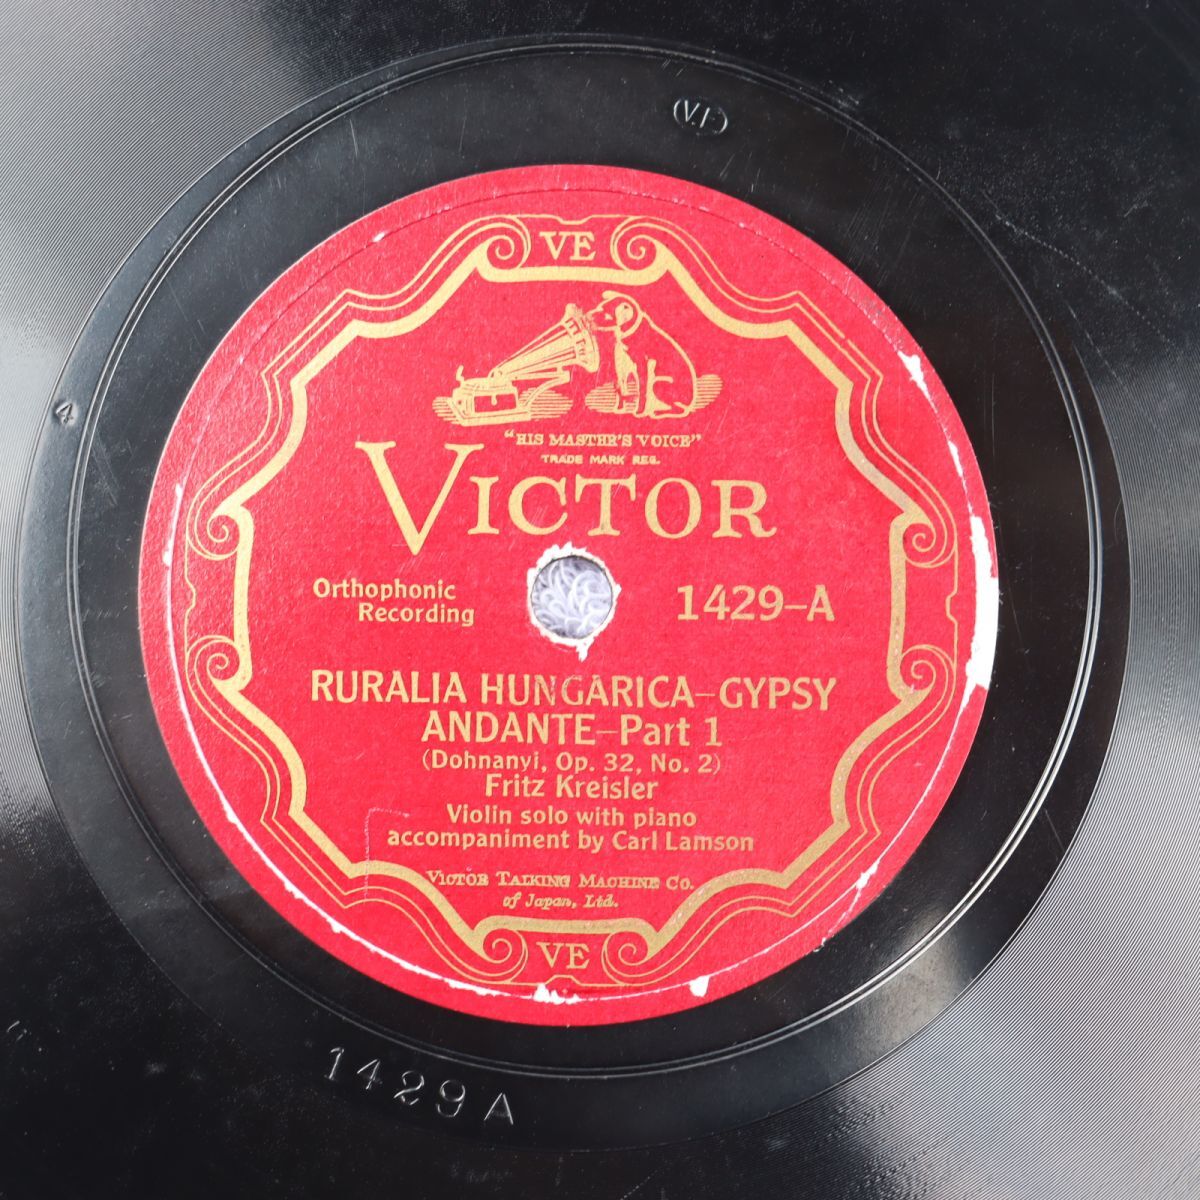 (VE)
VE
4
"HIS MASTER'S VOICE"
TRADE MARK REG.
VICTOR
Orthophonic
Recording
1429-A
RURALIA HUNGARICA-GYPSY
ANDANTE-Part 1
(Dohnanyi, Op. 32, No. 2)
Fritz Kreisler
Violin solo with piano
accompaniment by Carl Lamson
VICTOR TALKING MACHINE CO.
of Japan, Ltd.
VE
1429 A